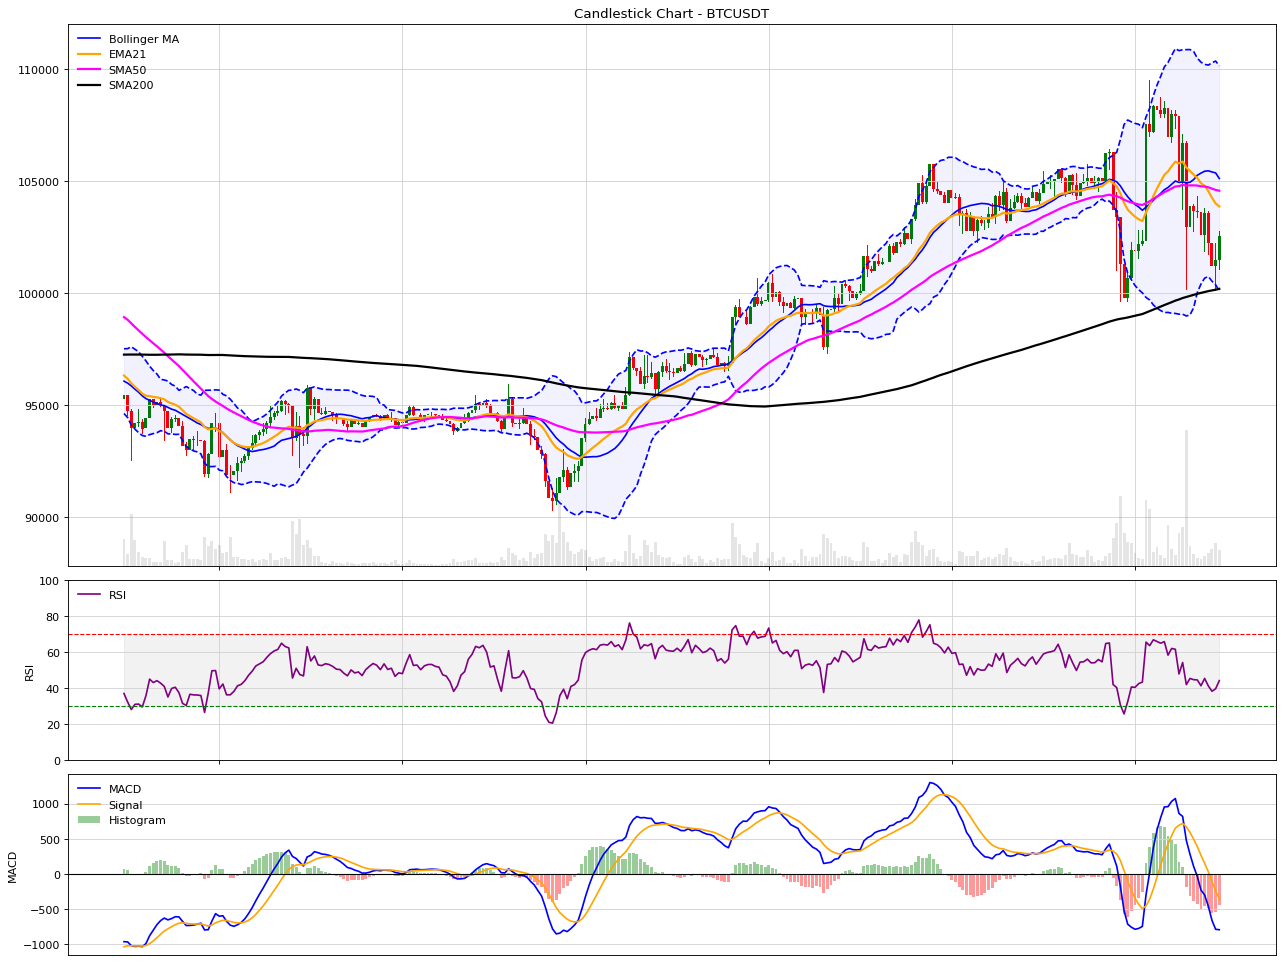 Candlestick Chart - BTCUSDT
Bollinger MA
EMA21
SMA50
SMA200
110000
105000
100000
95000
90000
RSI
100
80
60
40
20
0
RSI
MACD
Signal
Histogram
1000
500
0
−500
−1000
MACD